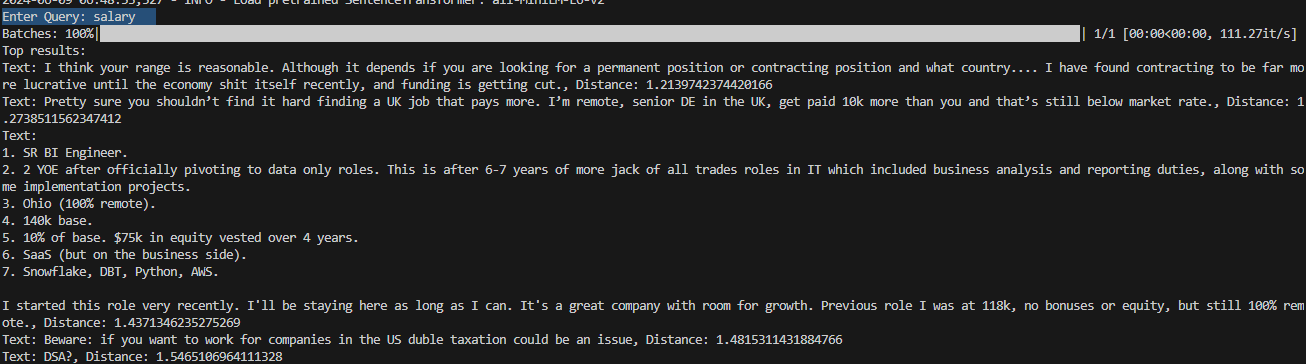 2024-06-09 06:48:55,527 - INFO - Load pretrained SentenceTransformer: all-MiniLM-L6-v2
Enter Query: salary
Batches: 100%| | 1/1 [00:00<00:00, 111.27it/s]
Top results:
Text: I think your range is reasonable. Although it depends if you are looking for a permanent position or contracting position and what country.... I have found contracting to be far mo
re lucrative until the economy shit itself recently, and funding is getting cut., Distance: 1.2139742374420166
Text: Pretty sure you shouldn’t find it hard finding a UK job that pays more. I’m remote, senior DE in the UK, get paid 10k more than you and that’s still below market rate., Distance: 1
.2738511562347412
Text:
1. SR BI Engineer.
2. 2 YOE after officially pivoting to data only roles. This is after 6-7 years of more jack of all trades roles in IT which included business analysis and reporting duties, along with so
me implementation projects.
3. Ohio (100% remote).
4. 140k base.
5. 10% of base. $75k in equity vested over 4 years.
6. SaaS (but on the business side).
7. Snowflake, DBT, Python, AWS.
I started this role very recently. I'll be staying here as long as I can. It's a great company with room for growth. Previous role I was at 118k, no bonuses or equity, but still 100% rem
ote., Distance: 1.4371346235275269
Text: Beware: if you want to work for companies in the US duble taxation could be an issue, Distance: 1.4815311431884766
Text: DSA?, Distance: 1.5465106964111328